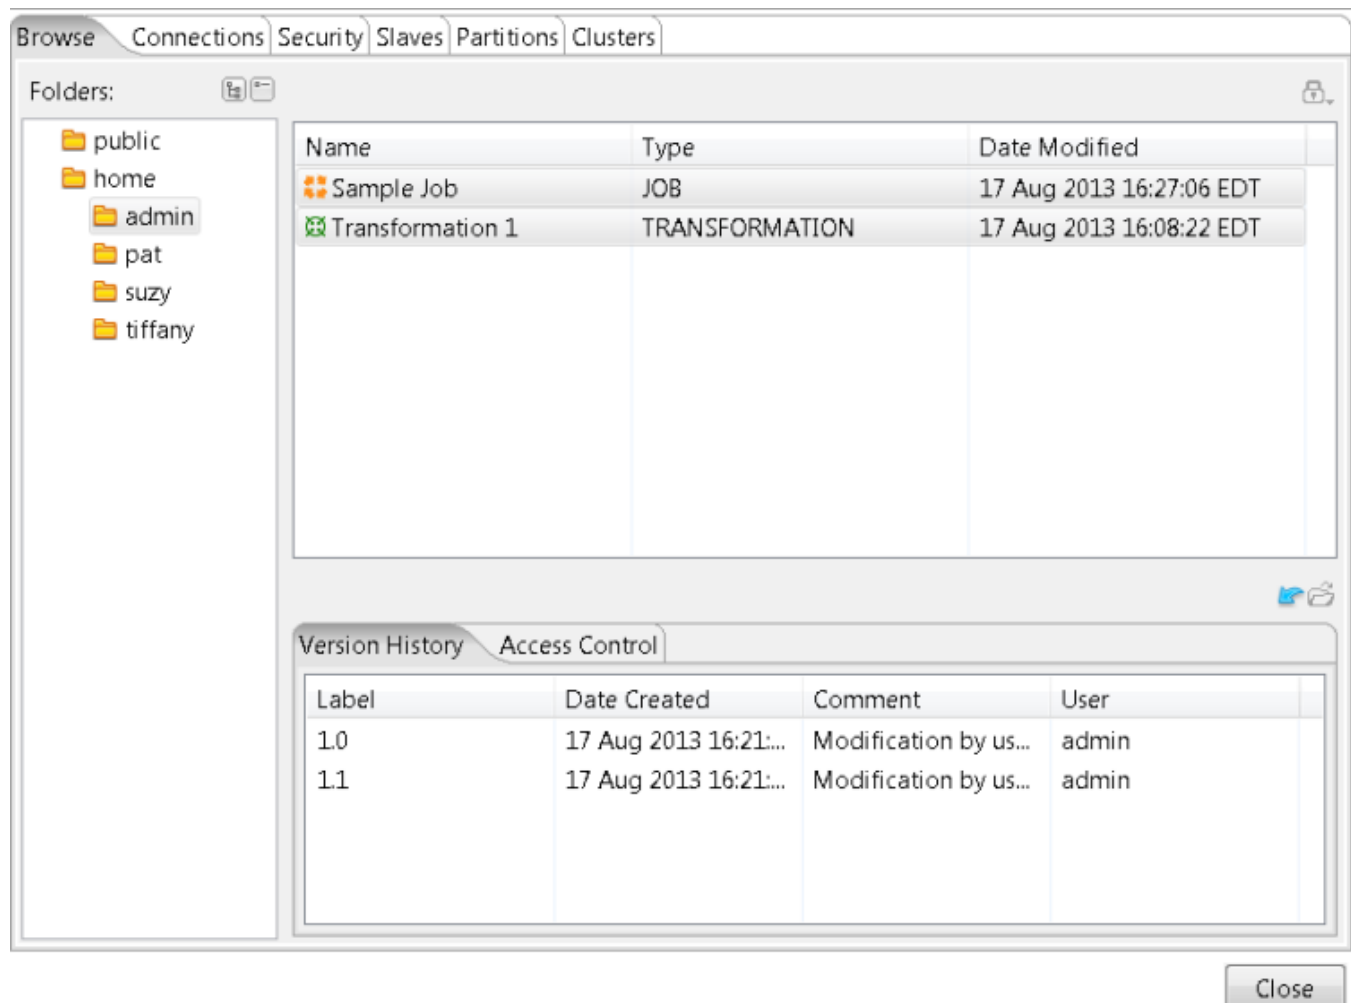 Browse Connections Security Slaves Partitions Clusters
Folders:
public
home
admin
pat
suzy
tiffany
Name Type Date Modified
Sample Job JOB 17 Aug 2013 16:27:06 EDT
Transformation 1 TRANSFORMATION 17 Aug 2013 16:08:22 EDT
Version History Access Control
Label Date Created Comment User
1.0 17 Aug 2013 16:21:... Modification by us... admin
1.1 17 Aug 2013 16:21:... Modification by us... admin
Close